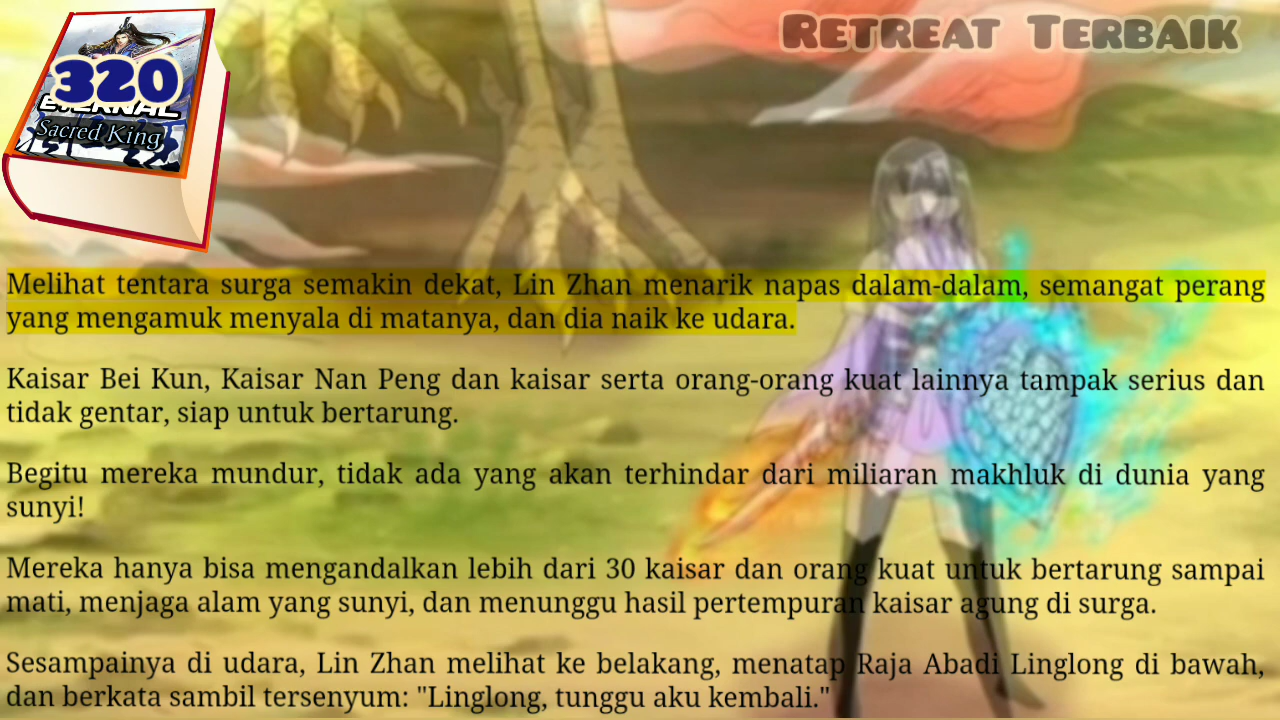 Retreat Terbaik
320
ETERNAL
Sacred King
Melihat tentara surga semakin dekat, Lin Zhan menarik napas dalam-dalam, semangat perang
yang mengamuk menyala di matanya, dan dia naik ke udara.
Kaisar Bei Kun, Kaisar Nan Peng dan kaisar serta orang-orang kuat lainnya tampak serius dan
tidak gentar, siap untuk bertarung.
Begitu mereka mundur, tidak ada yang akan terhindar dari miliaran makhluk di dunia yang
sunyi!
Mereka hanya bisa mengandalkan lebih dari 30 kaisar dan orang kuat untuk bertarung sampai
mati, menjaga alam yang sunyi, dan menunggu hasil pertempuran kaisar agung di surga.
Sesampainya di udara, Lin Zhan melihat ke belakang, menatap Raja Abadi Linglong di bawah,
dan berkata sambil tersenyum: "Linglong, tunggu aku kembali."